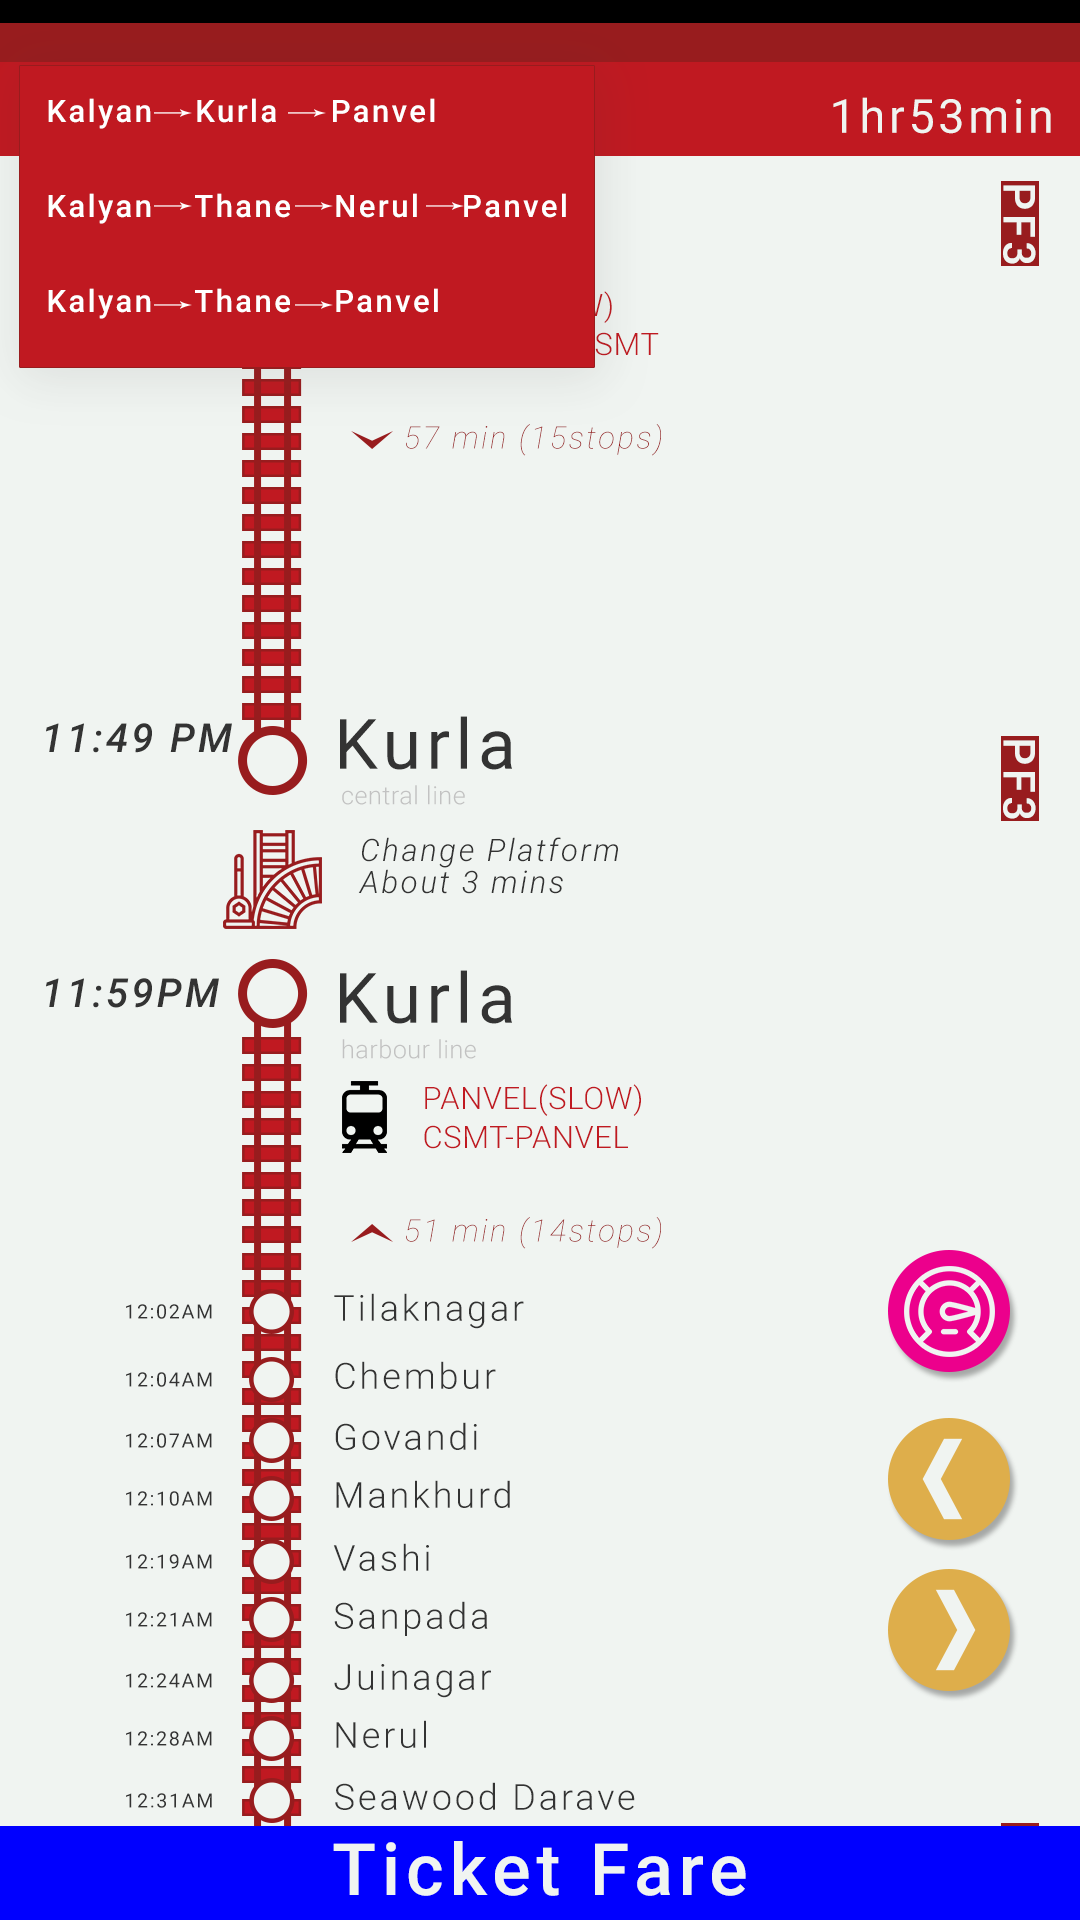 Kalyan→Kurla →Panvel
1hr53min
Kalyan→Thane→Nerul→Panvel
PF3
Kalyan→Thane→Panvel
W)
SMT
57 min (15stops)
11:49 PM
Kurla
central line
PF3
Change Platform
About 3 mins
11:59PM
Kurla
harbour line
PANVEL(SLOW)
CSMT-PANVEL
51 min (14stops)
12:02AM Tilaknagar
12:04AM Chembur
12:07AM Govandi
12:10AM Mankhurd
12:19AM Vashi
12:21AM Sanpada
12:24AM Juinagar
12:28AM Nerul
12:31AM Seawood Darave
Ticket Fare